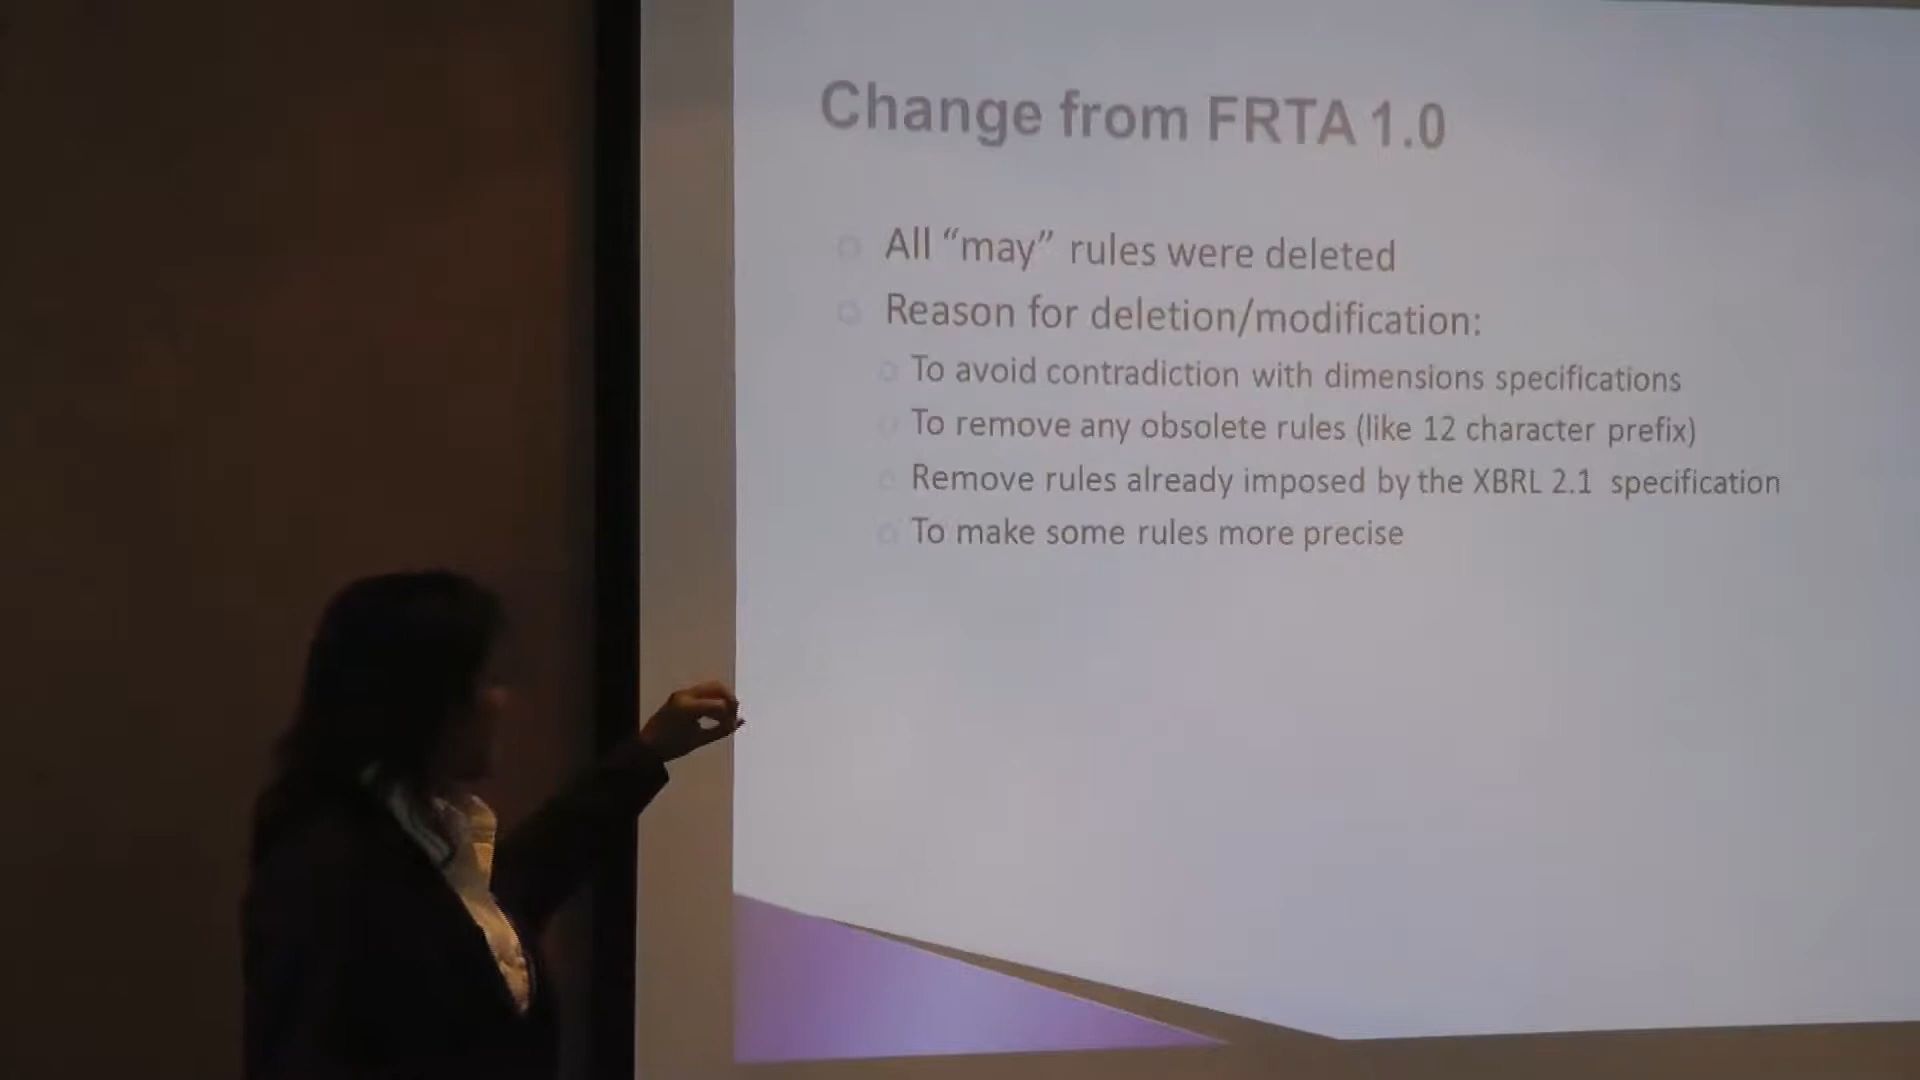 Change from FRTA 1.0
All “may” rules were deleted
Reason for deletion/modification:
To avoid contradiction with dimensions specifications
To remove any obsolete rules (like 12 character prefix)
Remove rules already imposed by the XBRL 2.1 specification
To make some rules more precise